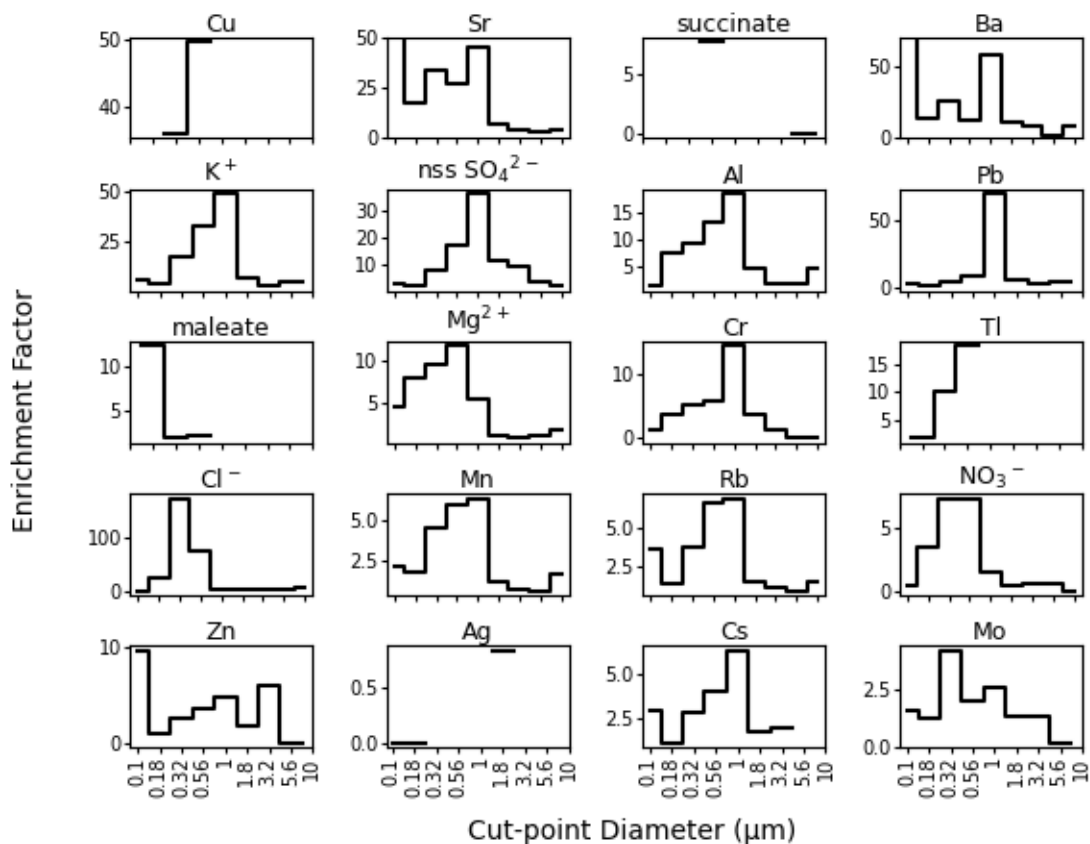 Cu Sr succinate Ba
50 40
50 25 0
5 0
50 0
K⁺ nss SO₄²⁻ Al Pb
50 25
30 20 10
15 10 5
50 0
maleate Mg²⁺ Cr Tl
10 5
10 5
10 0
15 10 5
Cl⁻ Mn Rb NO₃⁻
100 0
5.0 2.5
5.0 2.5
5 0
Zn Ag Cs Mo
10 5 0
0.5 0.0
5.0 2.5
2.5 0.0
0.1 0.18 0.32 0.56 1 1.8 3.2 5.6 10
0.1 0.18 0.32 0.56 1 1.8 3.2 5.6 10
0.1 0.18 0.32 0.56 1 1.8 3.2 5.6 10
0.1 0.18 0.32 0.56 1 1.8 3.2 5.6 10
Enrichment Factor
Cut-point Diameter (μm)